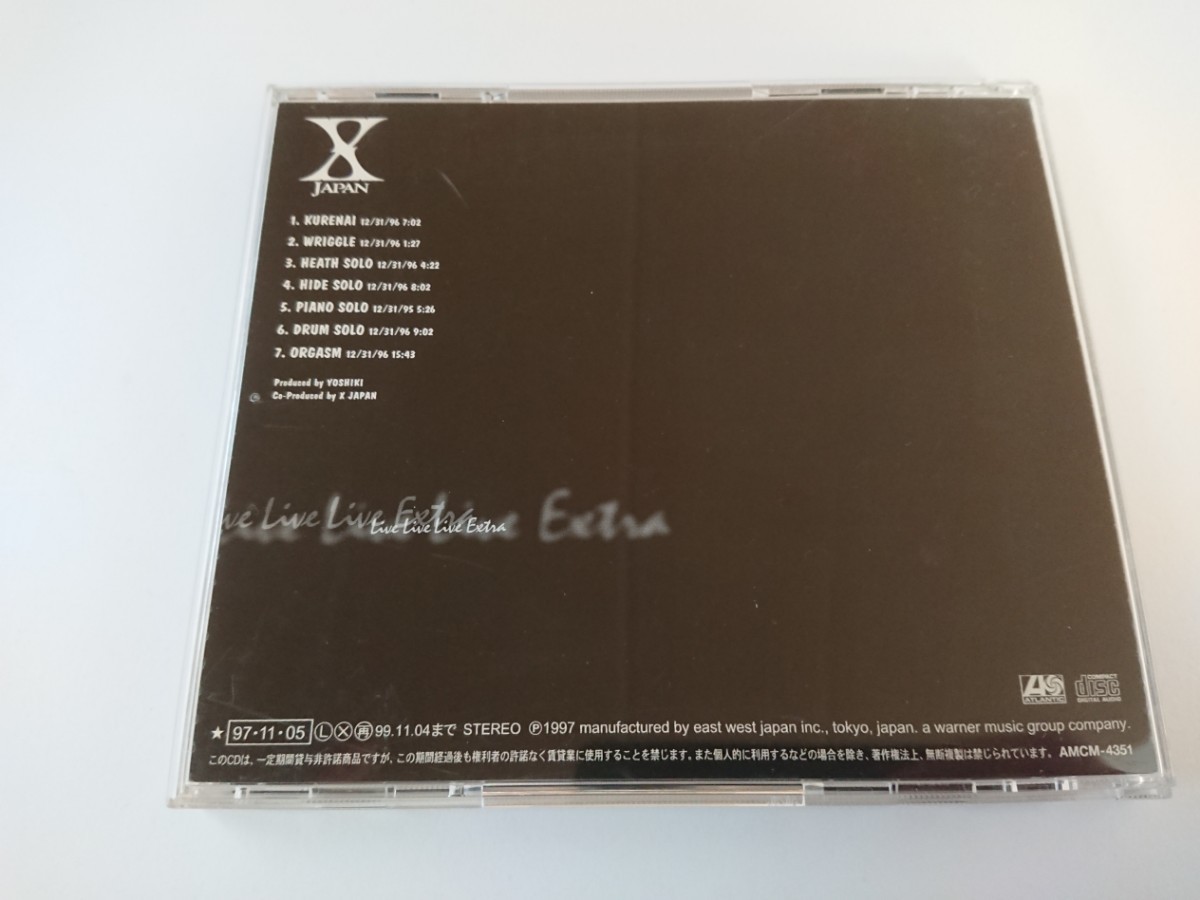 X
JAPAN
1. KURENAI 12/31/96 7:02
2. WRIGGLE 12/31/96 1:27
3. HEATH SOLO 12/31/96 4:22
4. HIDE SOLO 12/31/96 8:02
5. PIANO SOLO 12/31/95 5:26
6. DRUM SOLO 12/31/96 9:02
7. ORGASM 12/31/96 15:43
Produced by YOSHIKI
Co-Produced by X JAPAN
ve Live Live Extra
Live Live Live Extra
Extra
ATLANTIC
COMPACT
disc
DIGITAL AUDIO
★ 97・11・05 Ⓛ Ⓧ ㊢99.11.04まで STEREO ℗1997 manufactured by east west japan inc., tokyo, japan. a warner music group company.
このCDは、一定期間貸与非許諾商品ですが、この期間経過後も権利者の許諾なく賃貸業に使用することを禁じます。また個人的に利用するなどの場合を除き、著作権法上、無断複製は禁じられています。 AMCM-4351